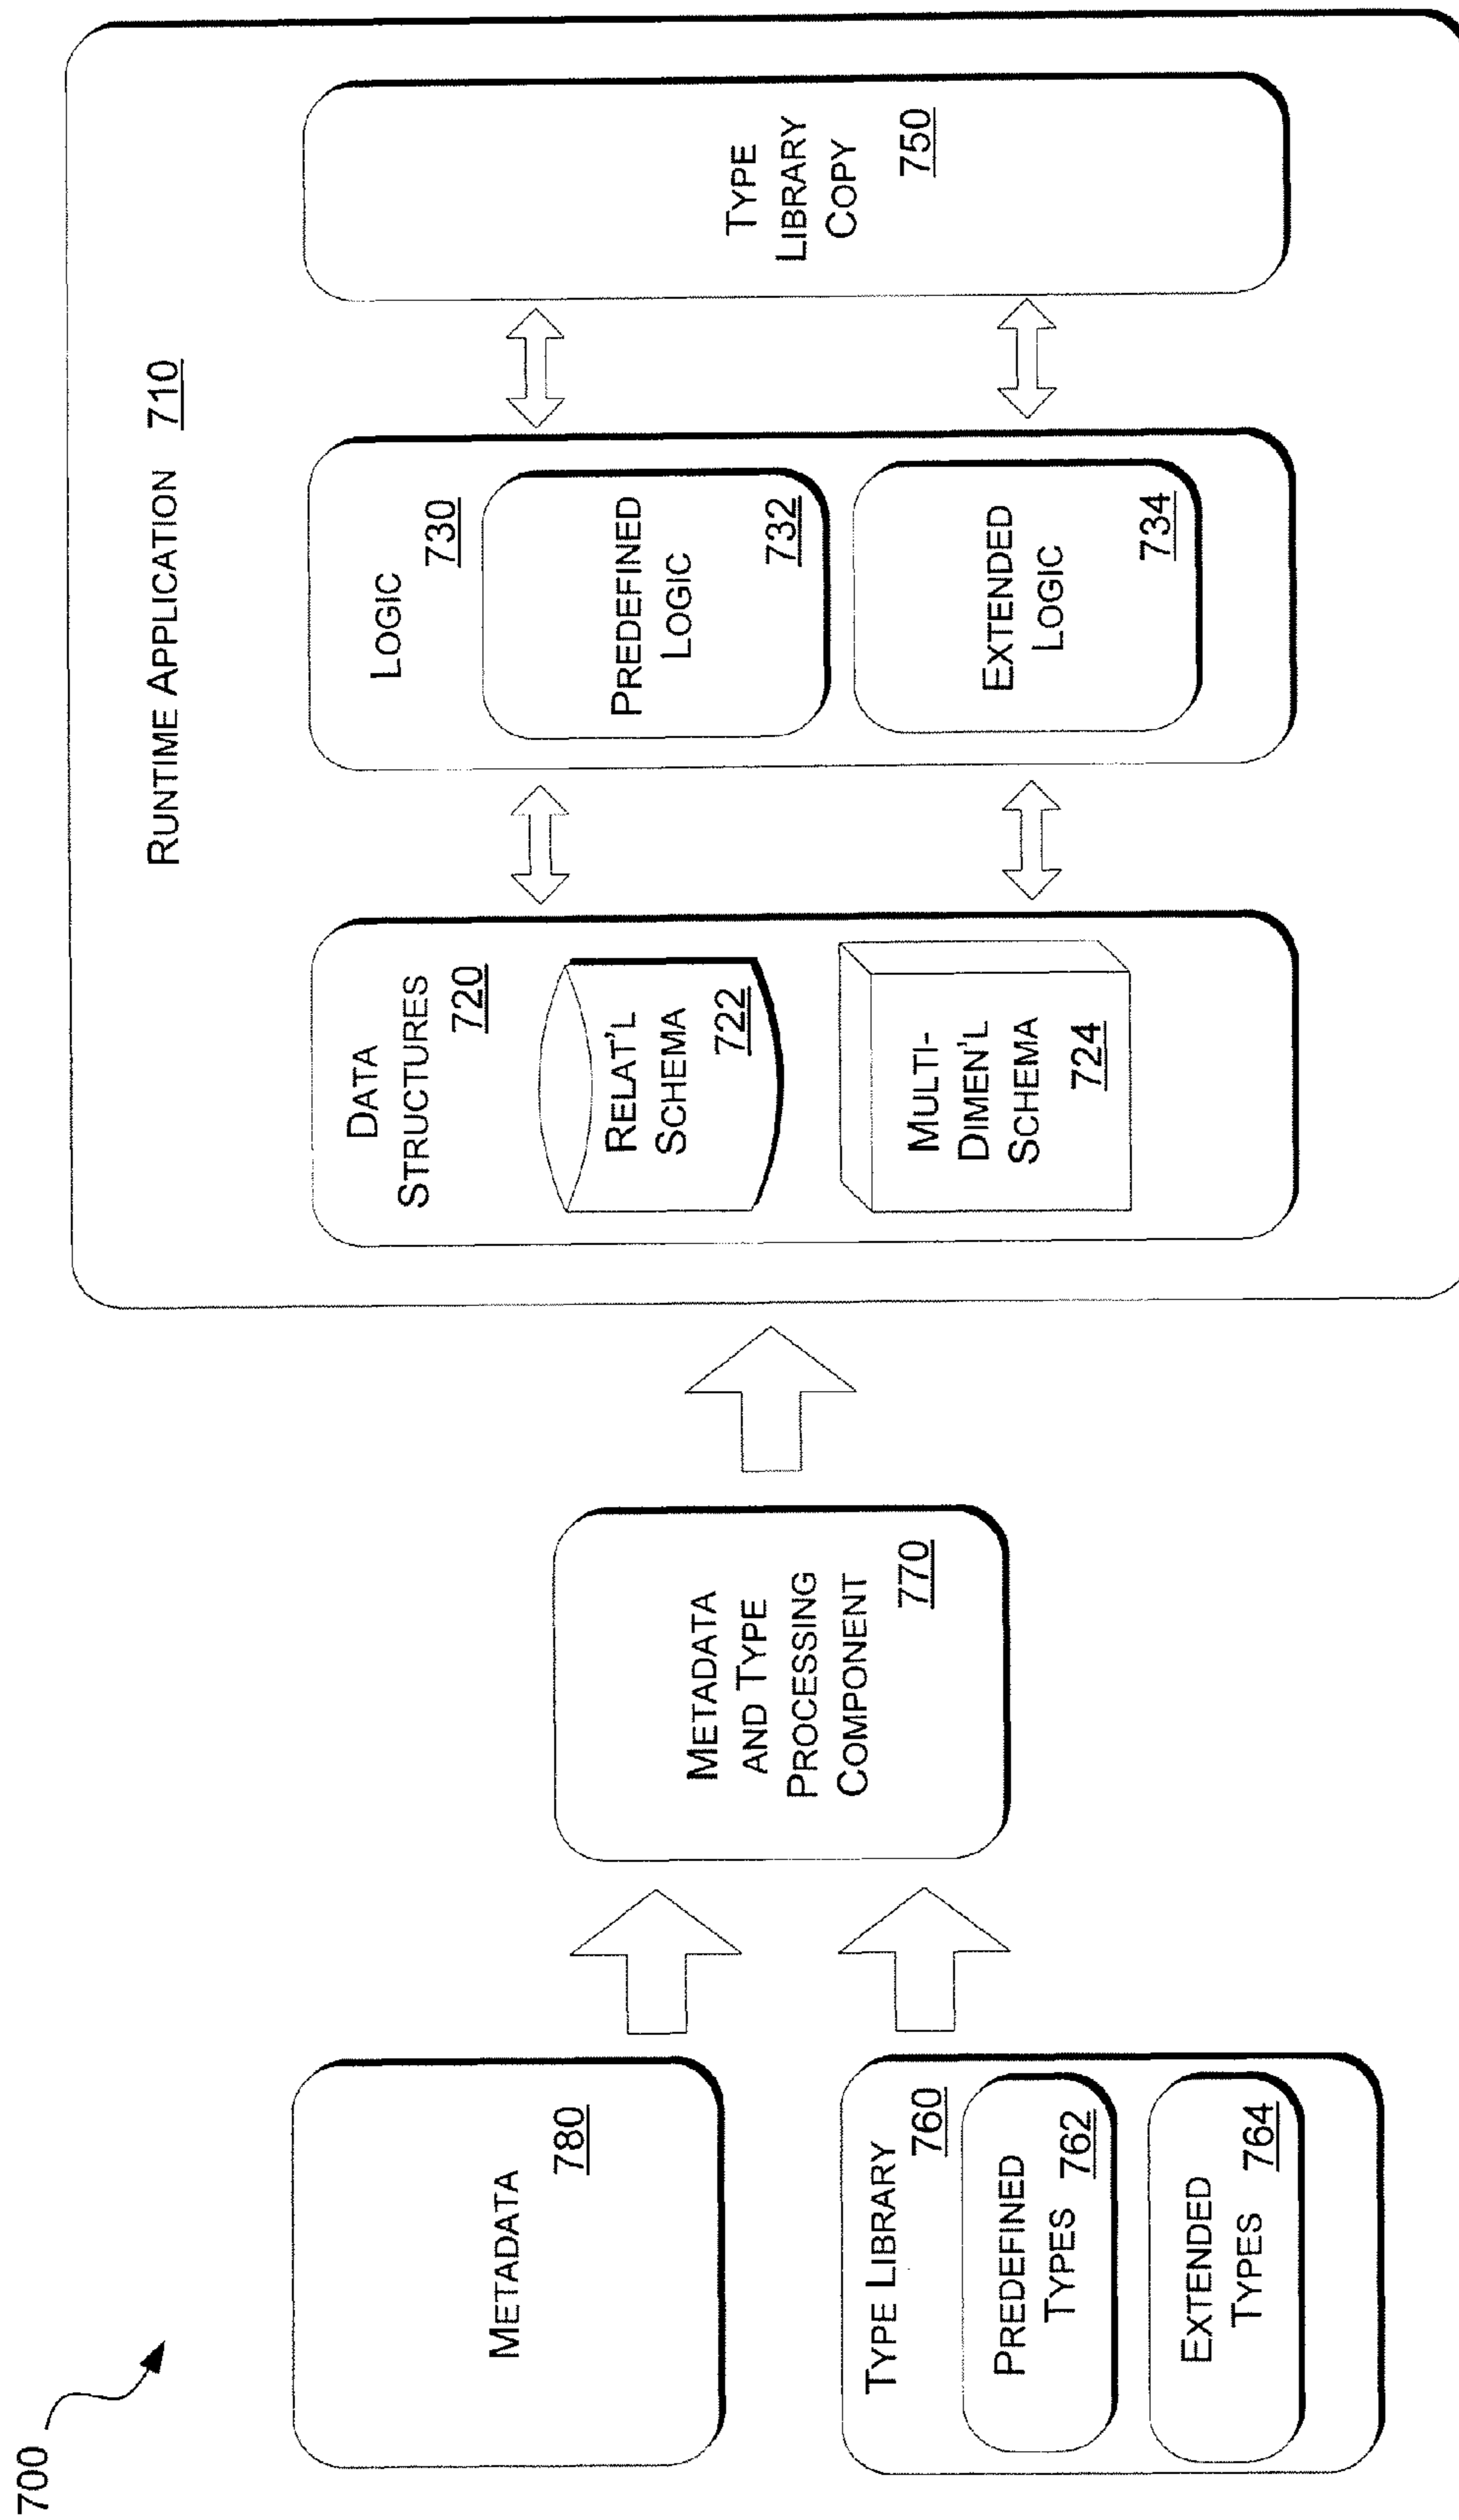 700
METADATA
780
TYPE LIBRARY
760
PREDEFINED
TYPES 762
EXTENDED
TYPES 764
METADATA
AND TYPE
PROCESSING
COMPONENT
770
RUNTIME APPLICATION 710
DATA
STRUCTURES
720
RELAT'L
SCHEMA
722
MULTI-
DIMEN'L
SCHEMA
724
LOGIC
730
PREDEFINED
LOGIC
732
EXTENDED
LOGIC
734
TYPE
LIBRARY
COPY
750